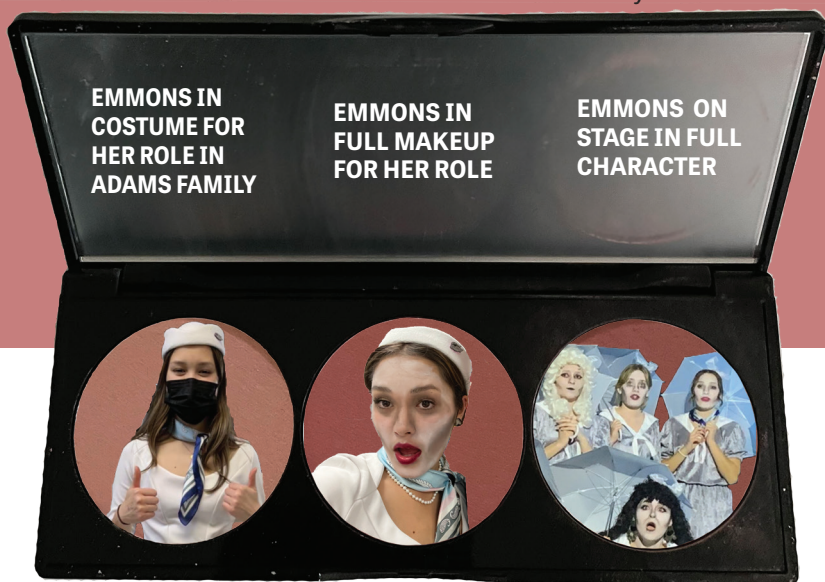 EMMONS IN
COSTUME FOR
HER ROLE IN
ADAMS FAMILY
EMMONS IN
FULL MAKEUP
FOR HER ROLE
EMMONS ON
STAGE IN FULL
CHARACTER